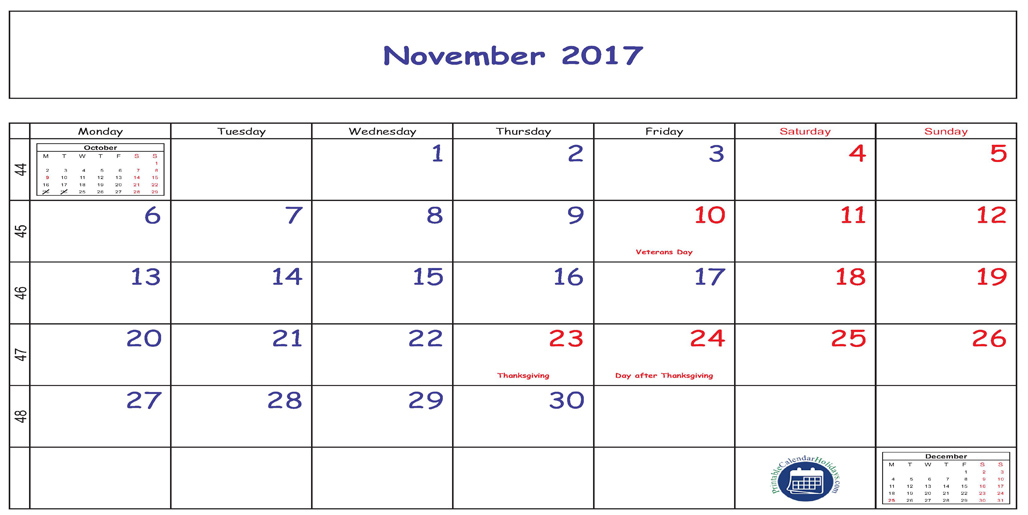 November 2017
Monday Tuesday Wednesday Thursday Friday Saturday Sunday
44
October
M T W T F S S
1
2 3 4 5 6 7 8
9 10 11 12 13 14 15
16 17 18 19 20 21 22
25 26 27 28 29
1 2 3 4 5
45
6 7 8 9 10 11 12
Veterans Day
46
13 14 15 16 17 18 19
47
20 21 22 23 24 25 26
Thanksgiving Day after Thanksgiving
48
27 28 29 30
PrintableCalendarHolidays.com
December
M T W T F S S
1 2 3
4 5 6 7 8 9 10
11 12 13 14 15 16 17
18 19 20 21 22 23 24
25 26 27 28 29 30 31